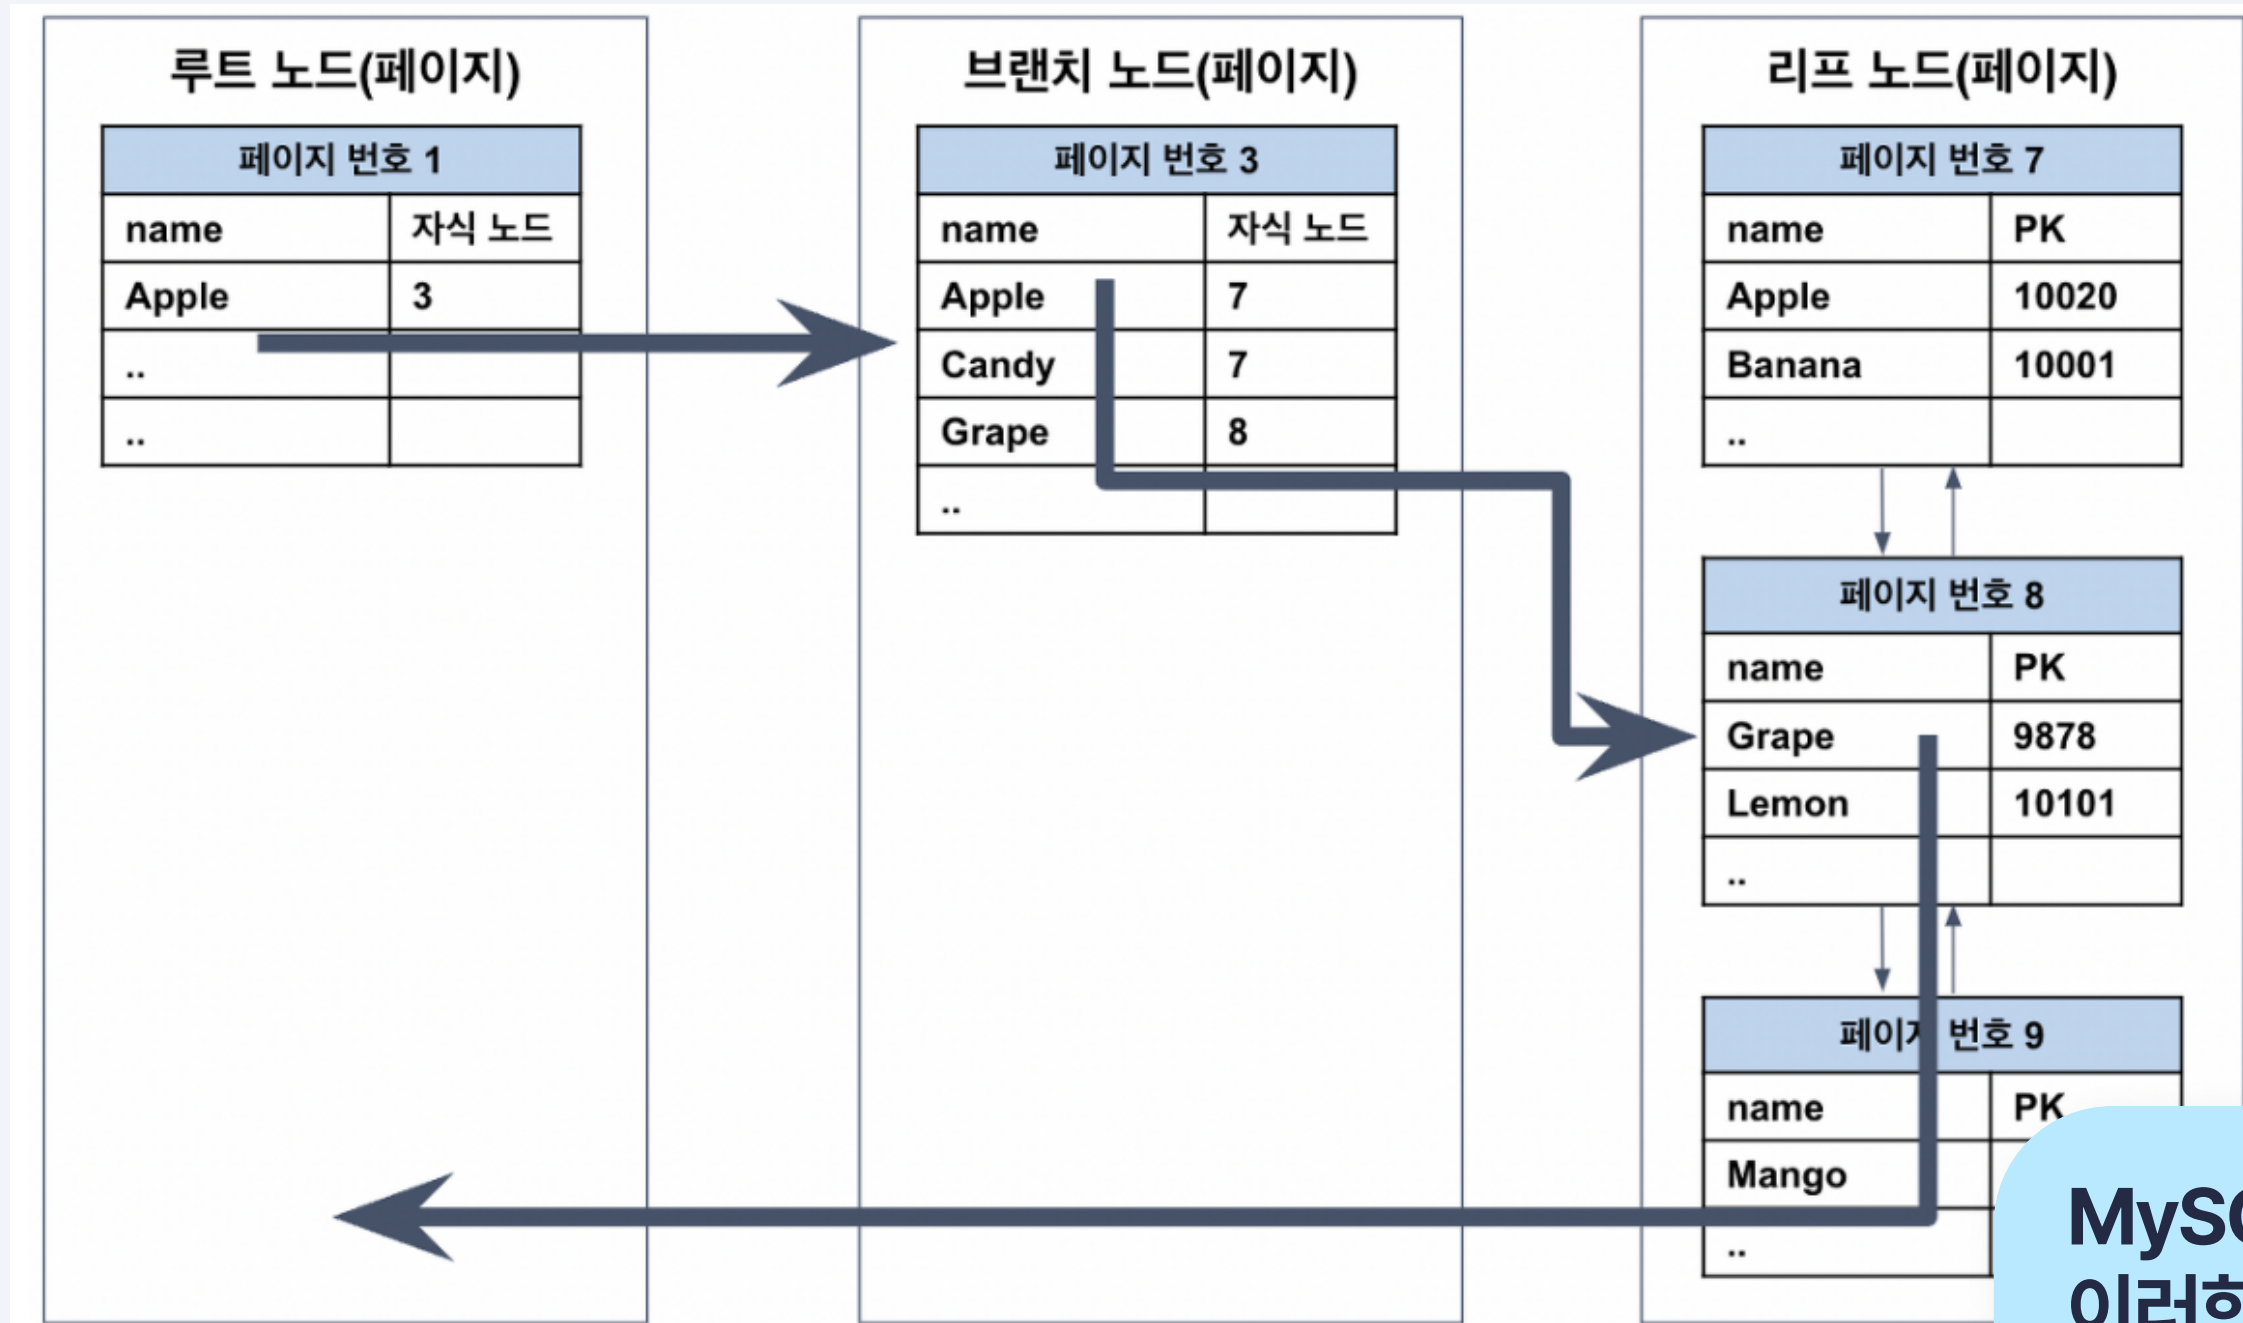 루트 노드(페이지)
페이지 번호 1
name 자식 노드
Apple 3
..
..
브랜치 노드(페이지)
페이지 번호 3
name 자식 노드
Apple 7
Candy 7
Grape 8
..
리프 노드(페이지)
페이지 번호 7
name PK
Apple 10020
Banana 10001
..
페이지 번호 8
name PK
Grape 9878
Lemon 10101
..
페이지 번호 9
name PK
Mango
..